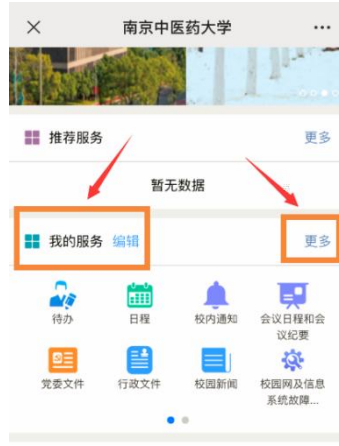 南京中医药大学
推荐服务 更多
暂无数据
我的服务 编辑 更多
待办 日程 校内通知 会议日程和会
议纪要
党委文件 行政文件 校园新闻 校园网及信息
系统故障...